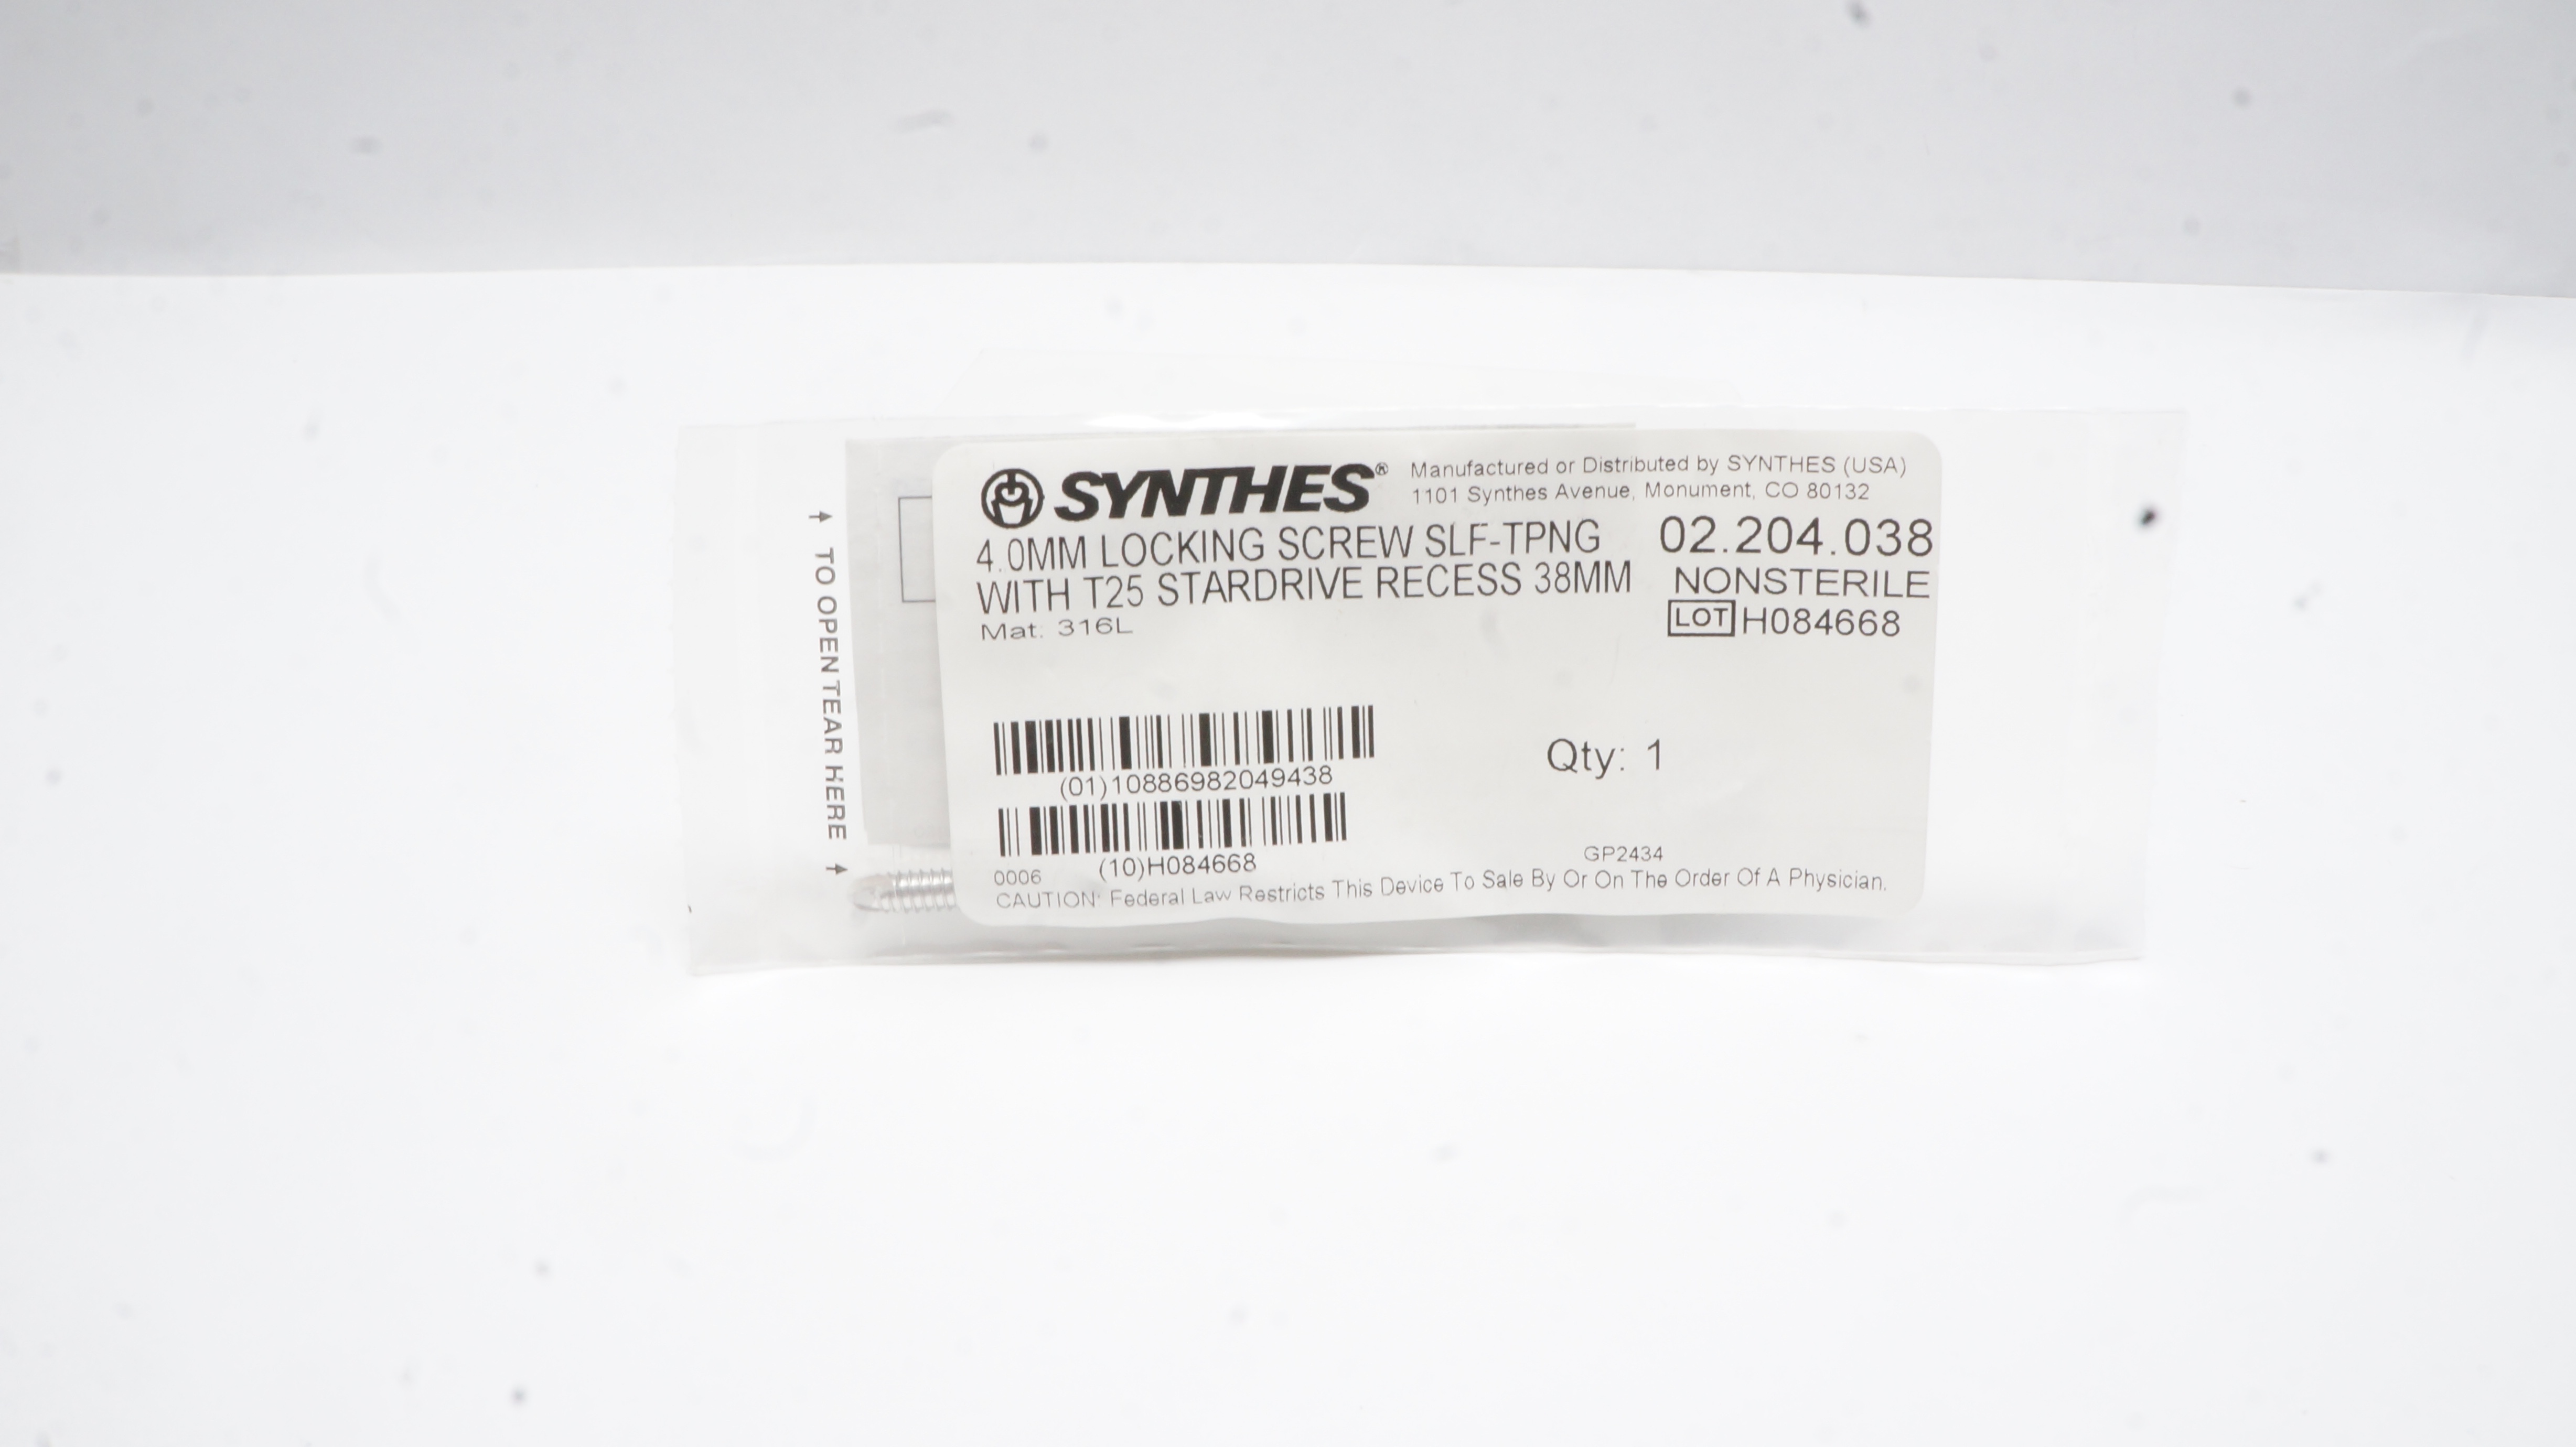 SYNTHES®
Manufactured or Distributed by SYNTHES (USA)
1101 Synthes Avenue, Monument, CO 80132
4.0MM LOCKING SCREW SLF-TPNG
WITH T25 STARDRIVE RECESS 38MM
Mat: 316L
02.204.038
NONSTERILE
LOT H084668
(01)10886982049438
Qty: 1
(10)H084668
GP2434
0006
CAUTION: Federal Law Restricts This Device To Sale By Or On The Order Of A Physician.
TO OPEN TEAR HERE